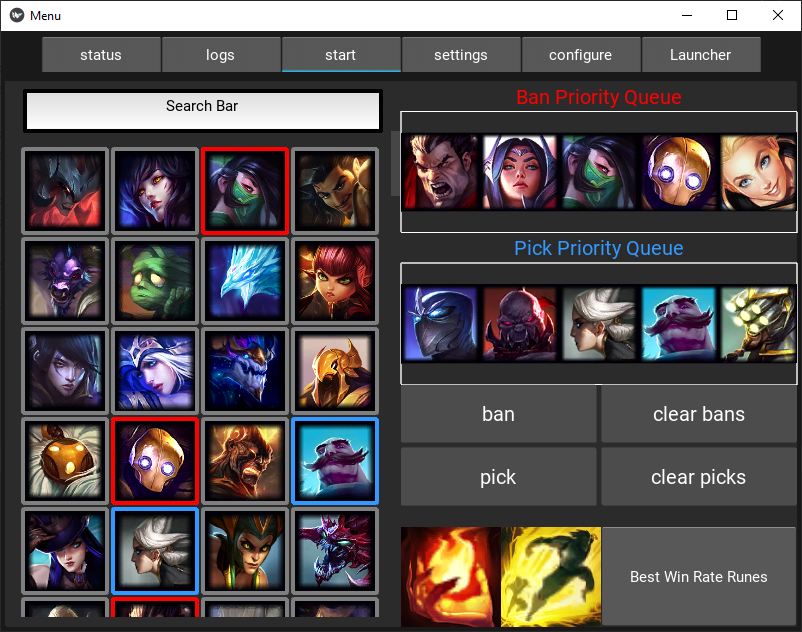 Menu
status
logs
start
settings
configure
Launcher
Search Bar
Ban Priority Queue
Pick Priority Queue
ban
clear bans
pick
clear picks
Best Win Rate Runes